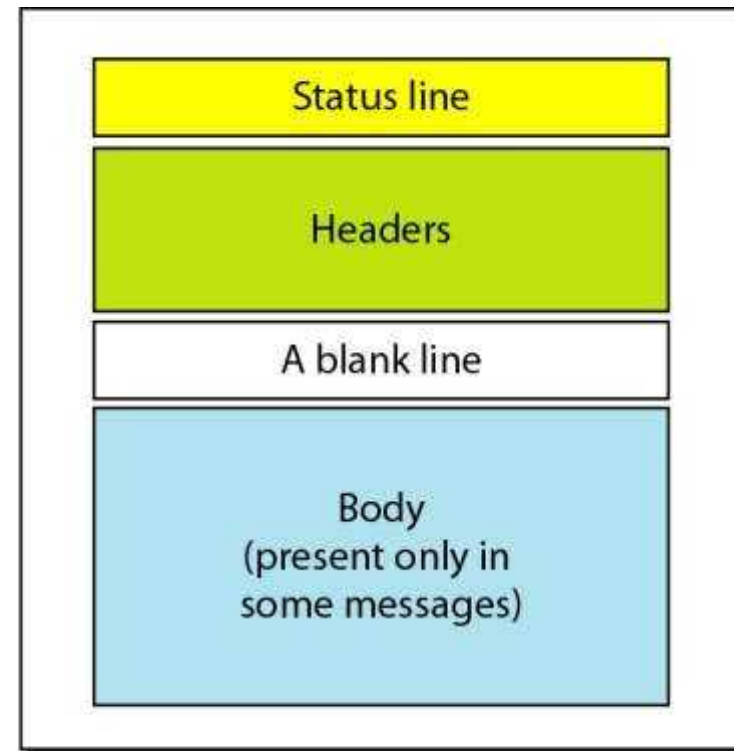 Status line
Headers
A blank line
Body
(present only in
some messages)